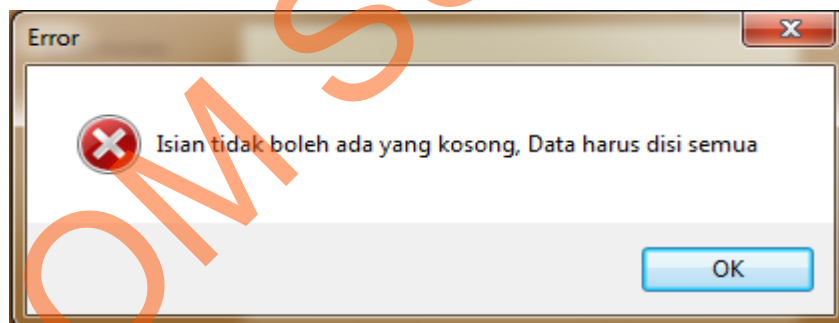 Error
Isian tidak boleh ada yang kosong, Data harus disi semua
OK